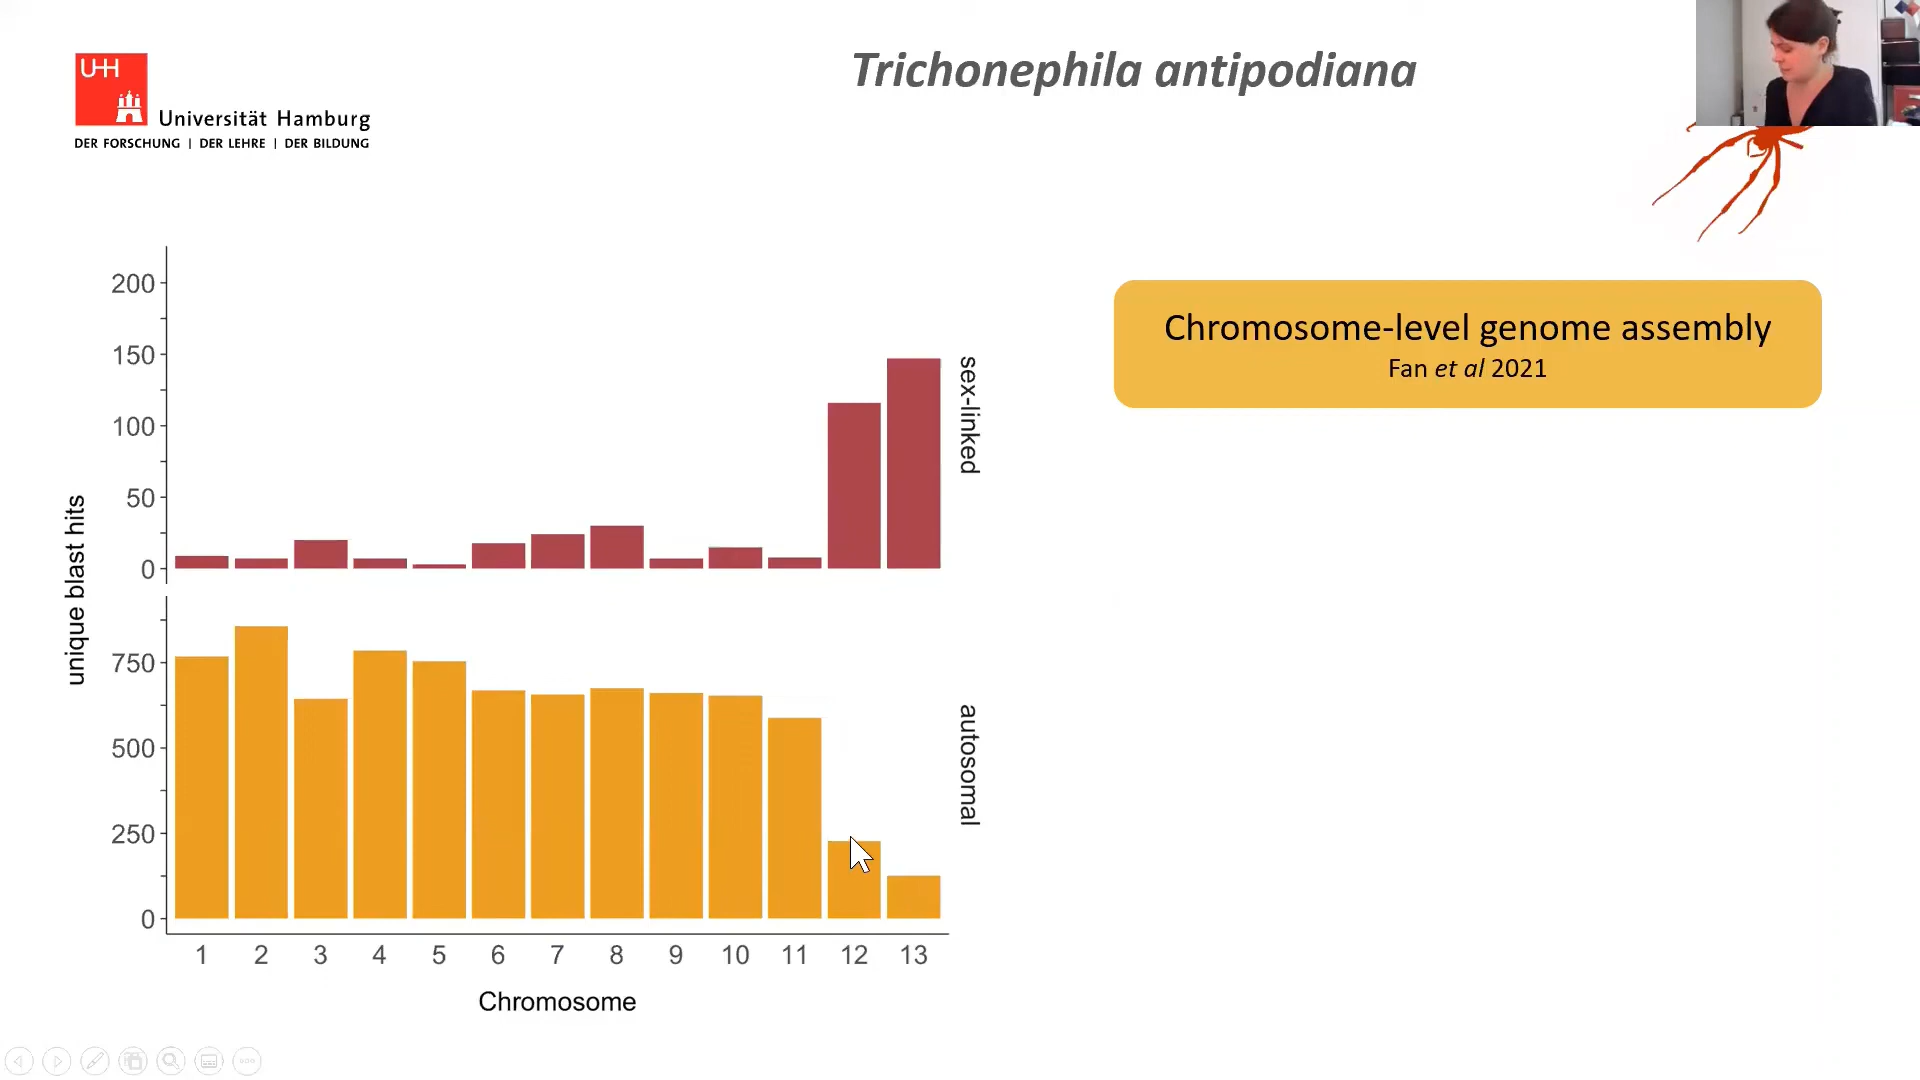 Trichonephila antipodiana
UHH
Universität Hamburg
DER FORSCHUNG | DER LEHRE | DER BILDUNG
Chromosome-level genome assembly
Fan et al 2021
unique blast hits
200
150
100
50
0
sex-linked
750
500
250
0
autosomal
1 2 3 4 5 6 7 8 9 10 11 12 13
Chromosome